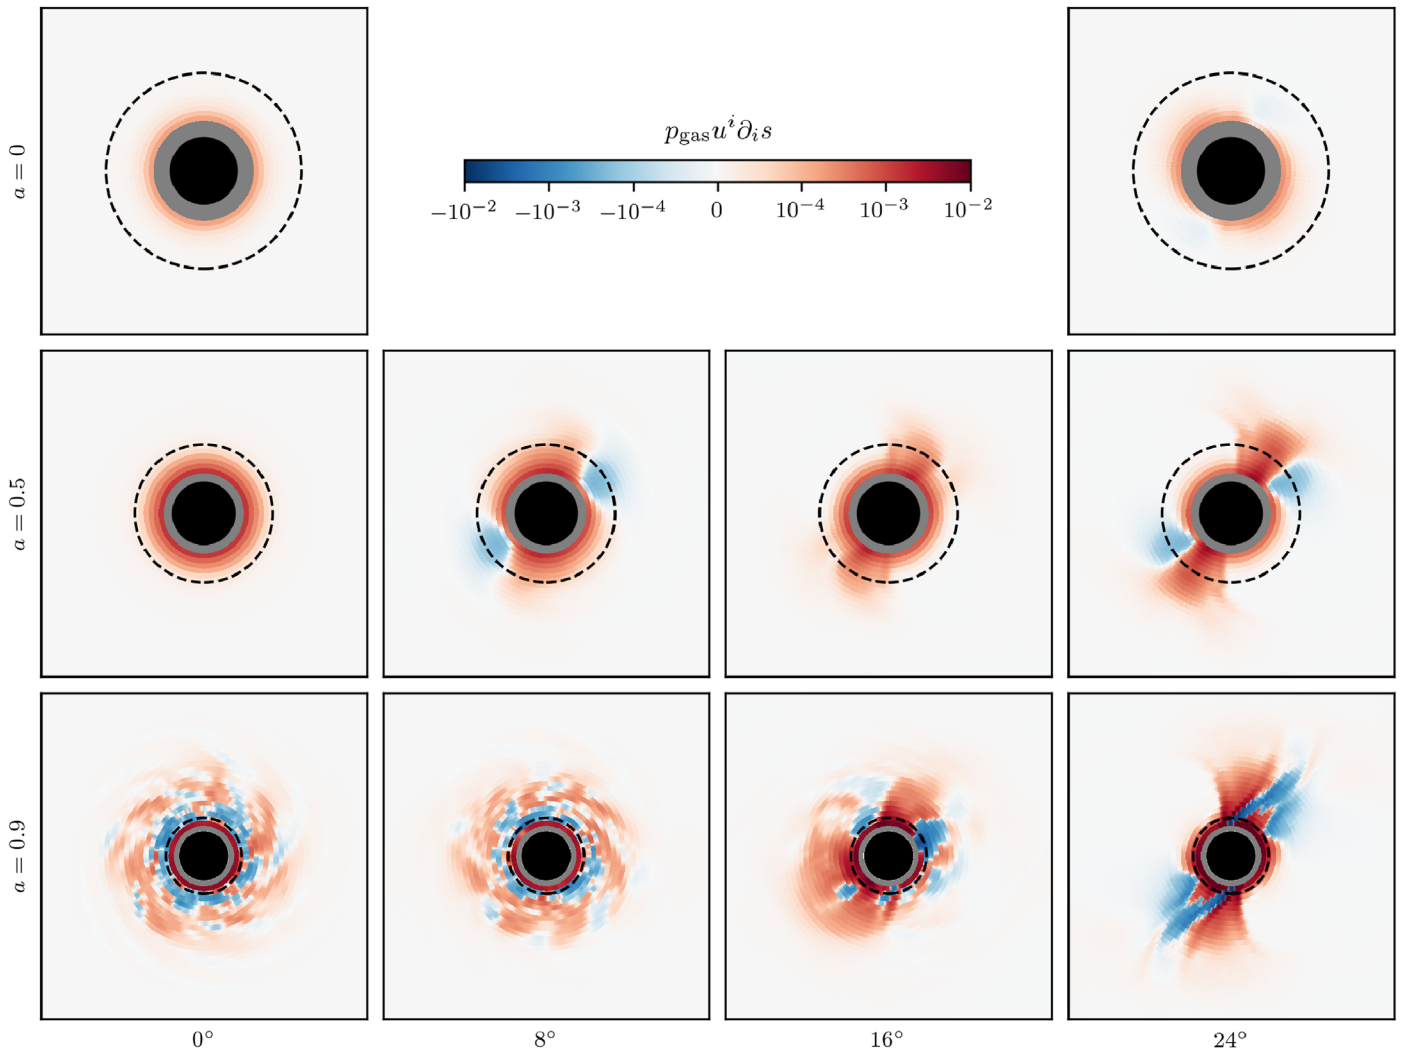 a = 0
p_gas u^i ∂_i s
−10^−2 −10^−3 −10^−4 0 10^−4 10^−3 10^−2
a = 0.5
a = 0.9
0° 8° 16° 24°